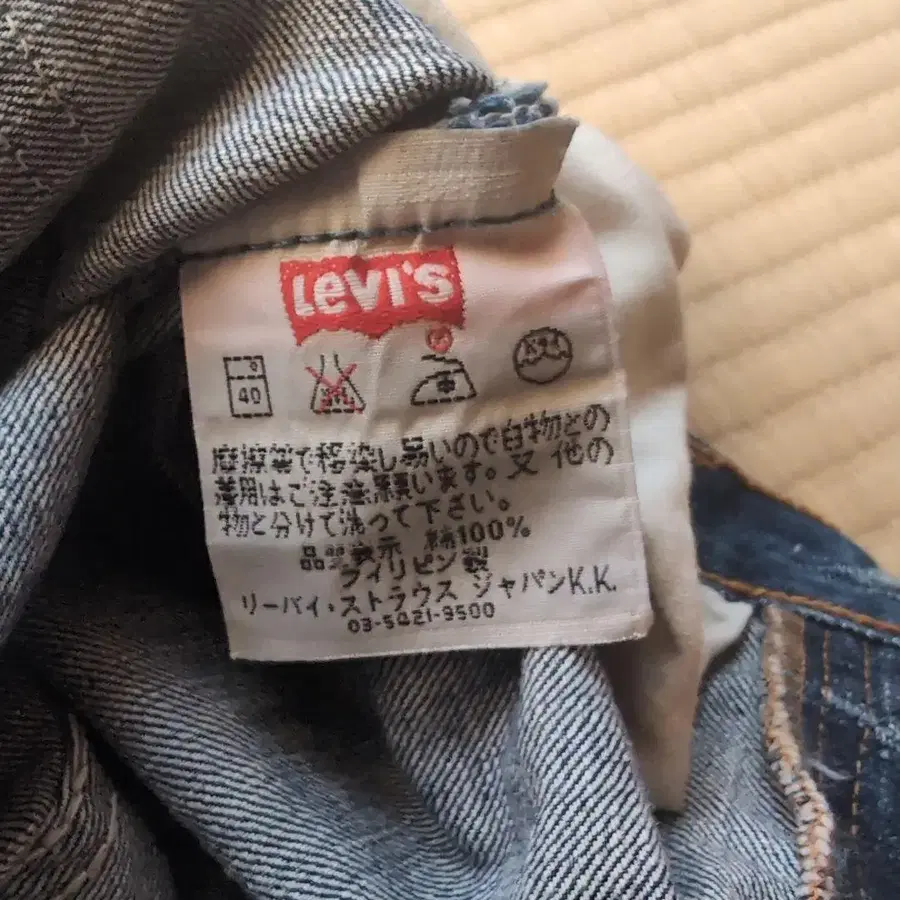 LEVI'S
40 中
摩擦等で移染し易いので白物との
着用はご注意願います。又 他の
物と分けて洗って下さい。
品質表示 綿100%
フィリピン製
リーバイ・ストラウス ジャパンK.K.
03-5421-9500